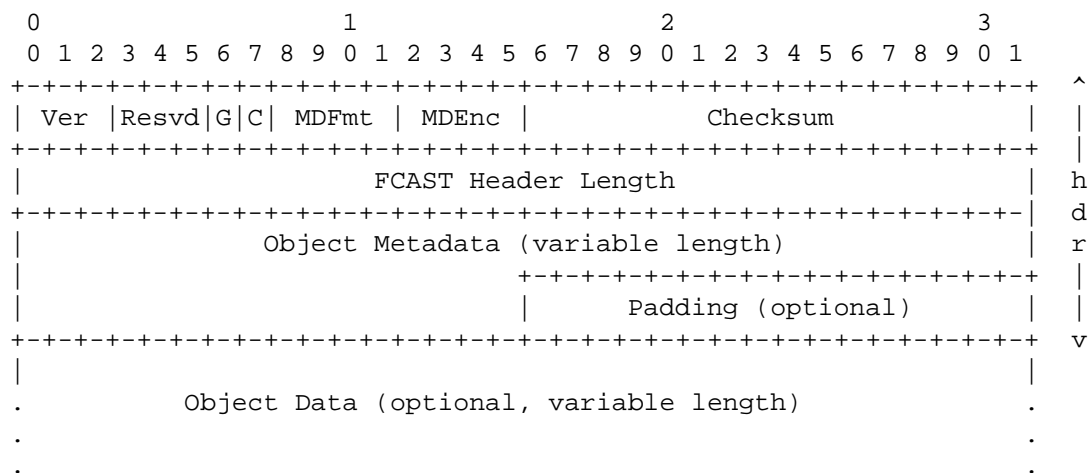 0                   1                   2                   3
 0 1 2 3 4 5 6 7 8 9 0 1 2 3 4 5 6 7 8 9 0 1 2 3 4 5 6 7 8 9 0 1
+-+-+-+-+-+-+-+-+-+-+-+-+-+-+-+-+-+-+-+-+-+-+-+-+-+-+-+-+-+-+-+-+  ^
| Ver |Resvd|G|C| MDFmt | MDEnc |           Checksum            |  |
+-+-+-+-+-+-+-+-+-+-+-+-+-+-+-+-+-+-+-+-+-+-+-+-+-+-+-+-+-+-+-+-+  |
|                      FCAST Header Length                      |  h
+-+-+-+-+-+-+-+-+-+-+-+-+-+-+-+-+-+-+-+-+-+-+-+-+-+-+-+-+-+-+-+-|  d
|               Object Metadata (variable length)               |  r
|                               +-+-+-+-+-+-+-+-+-+-+-+-+-+-+-+-+  |
|                               |      Padding (optional)       |  |
+-+-+-+-+-+-+-+-+-+-+-+-+-+-+-+-+-+-+-+-+-+-+-+-+-+-+-+-+-+-+-+-+  v
|                                                               |
.          Object Data (optional, variable length)              .
.                                                               .
.                                                               .